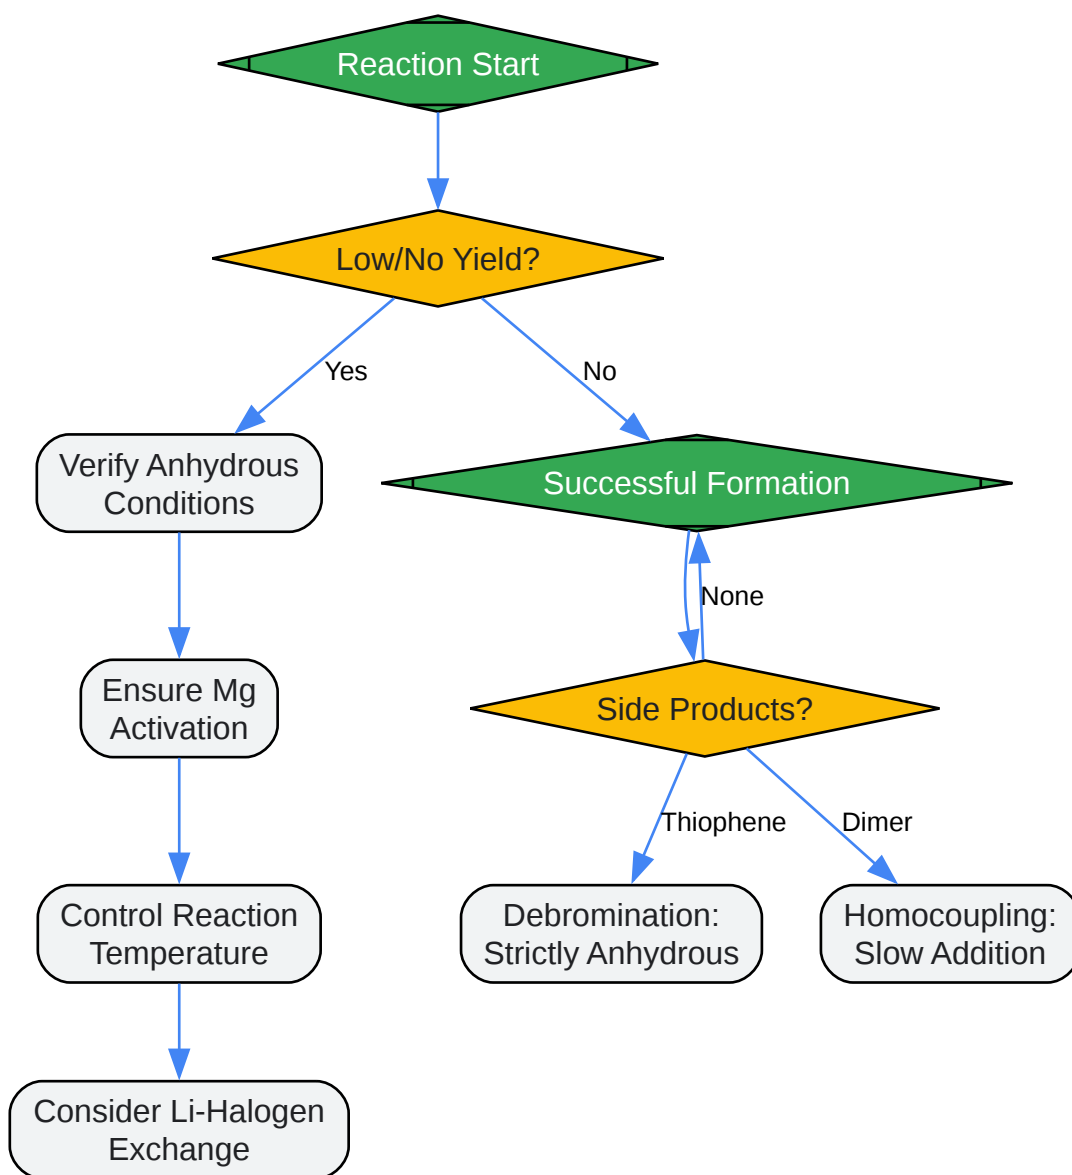 Reaction Start
Low/No Yield?
Yes
No
Verify Anhydrous
Conditions
Successful Formation
None
Ensure Mg
Activation
Side Products?
Thiophene
Dimer
Control Reaction
Temperature
Debromination:
Strictly Anhydrous
Homocoupling:
Slow Addition
Consider Li-Halogen
Exchange